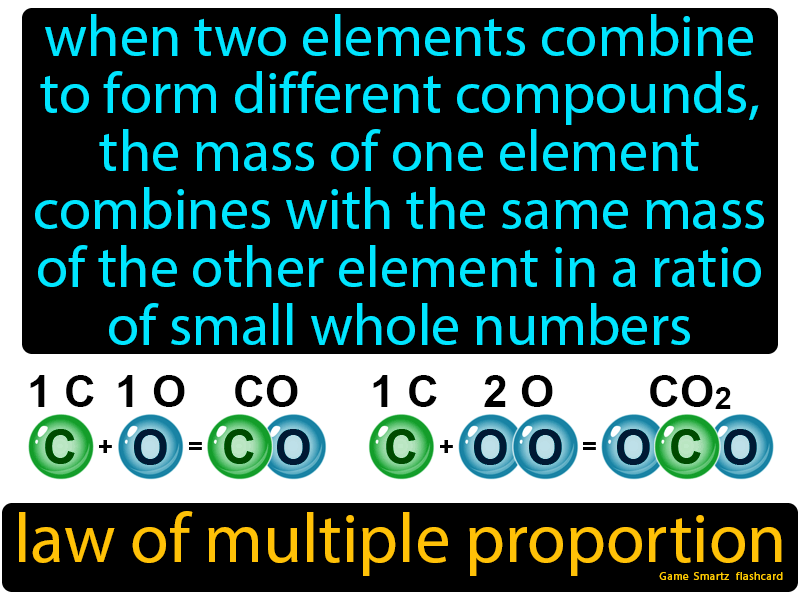 when two elements combine
to form different compounds,
the mass of one element
combines with the same mass
of the other element in a ratio
of small whole numbers
1 C 1 O CO 1 C 2 O CO₂
C + O = C O C + O O = O C O
law of multiple proportion
Game Smartz flashcard